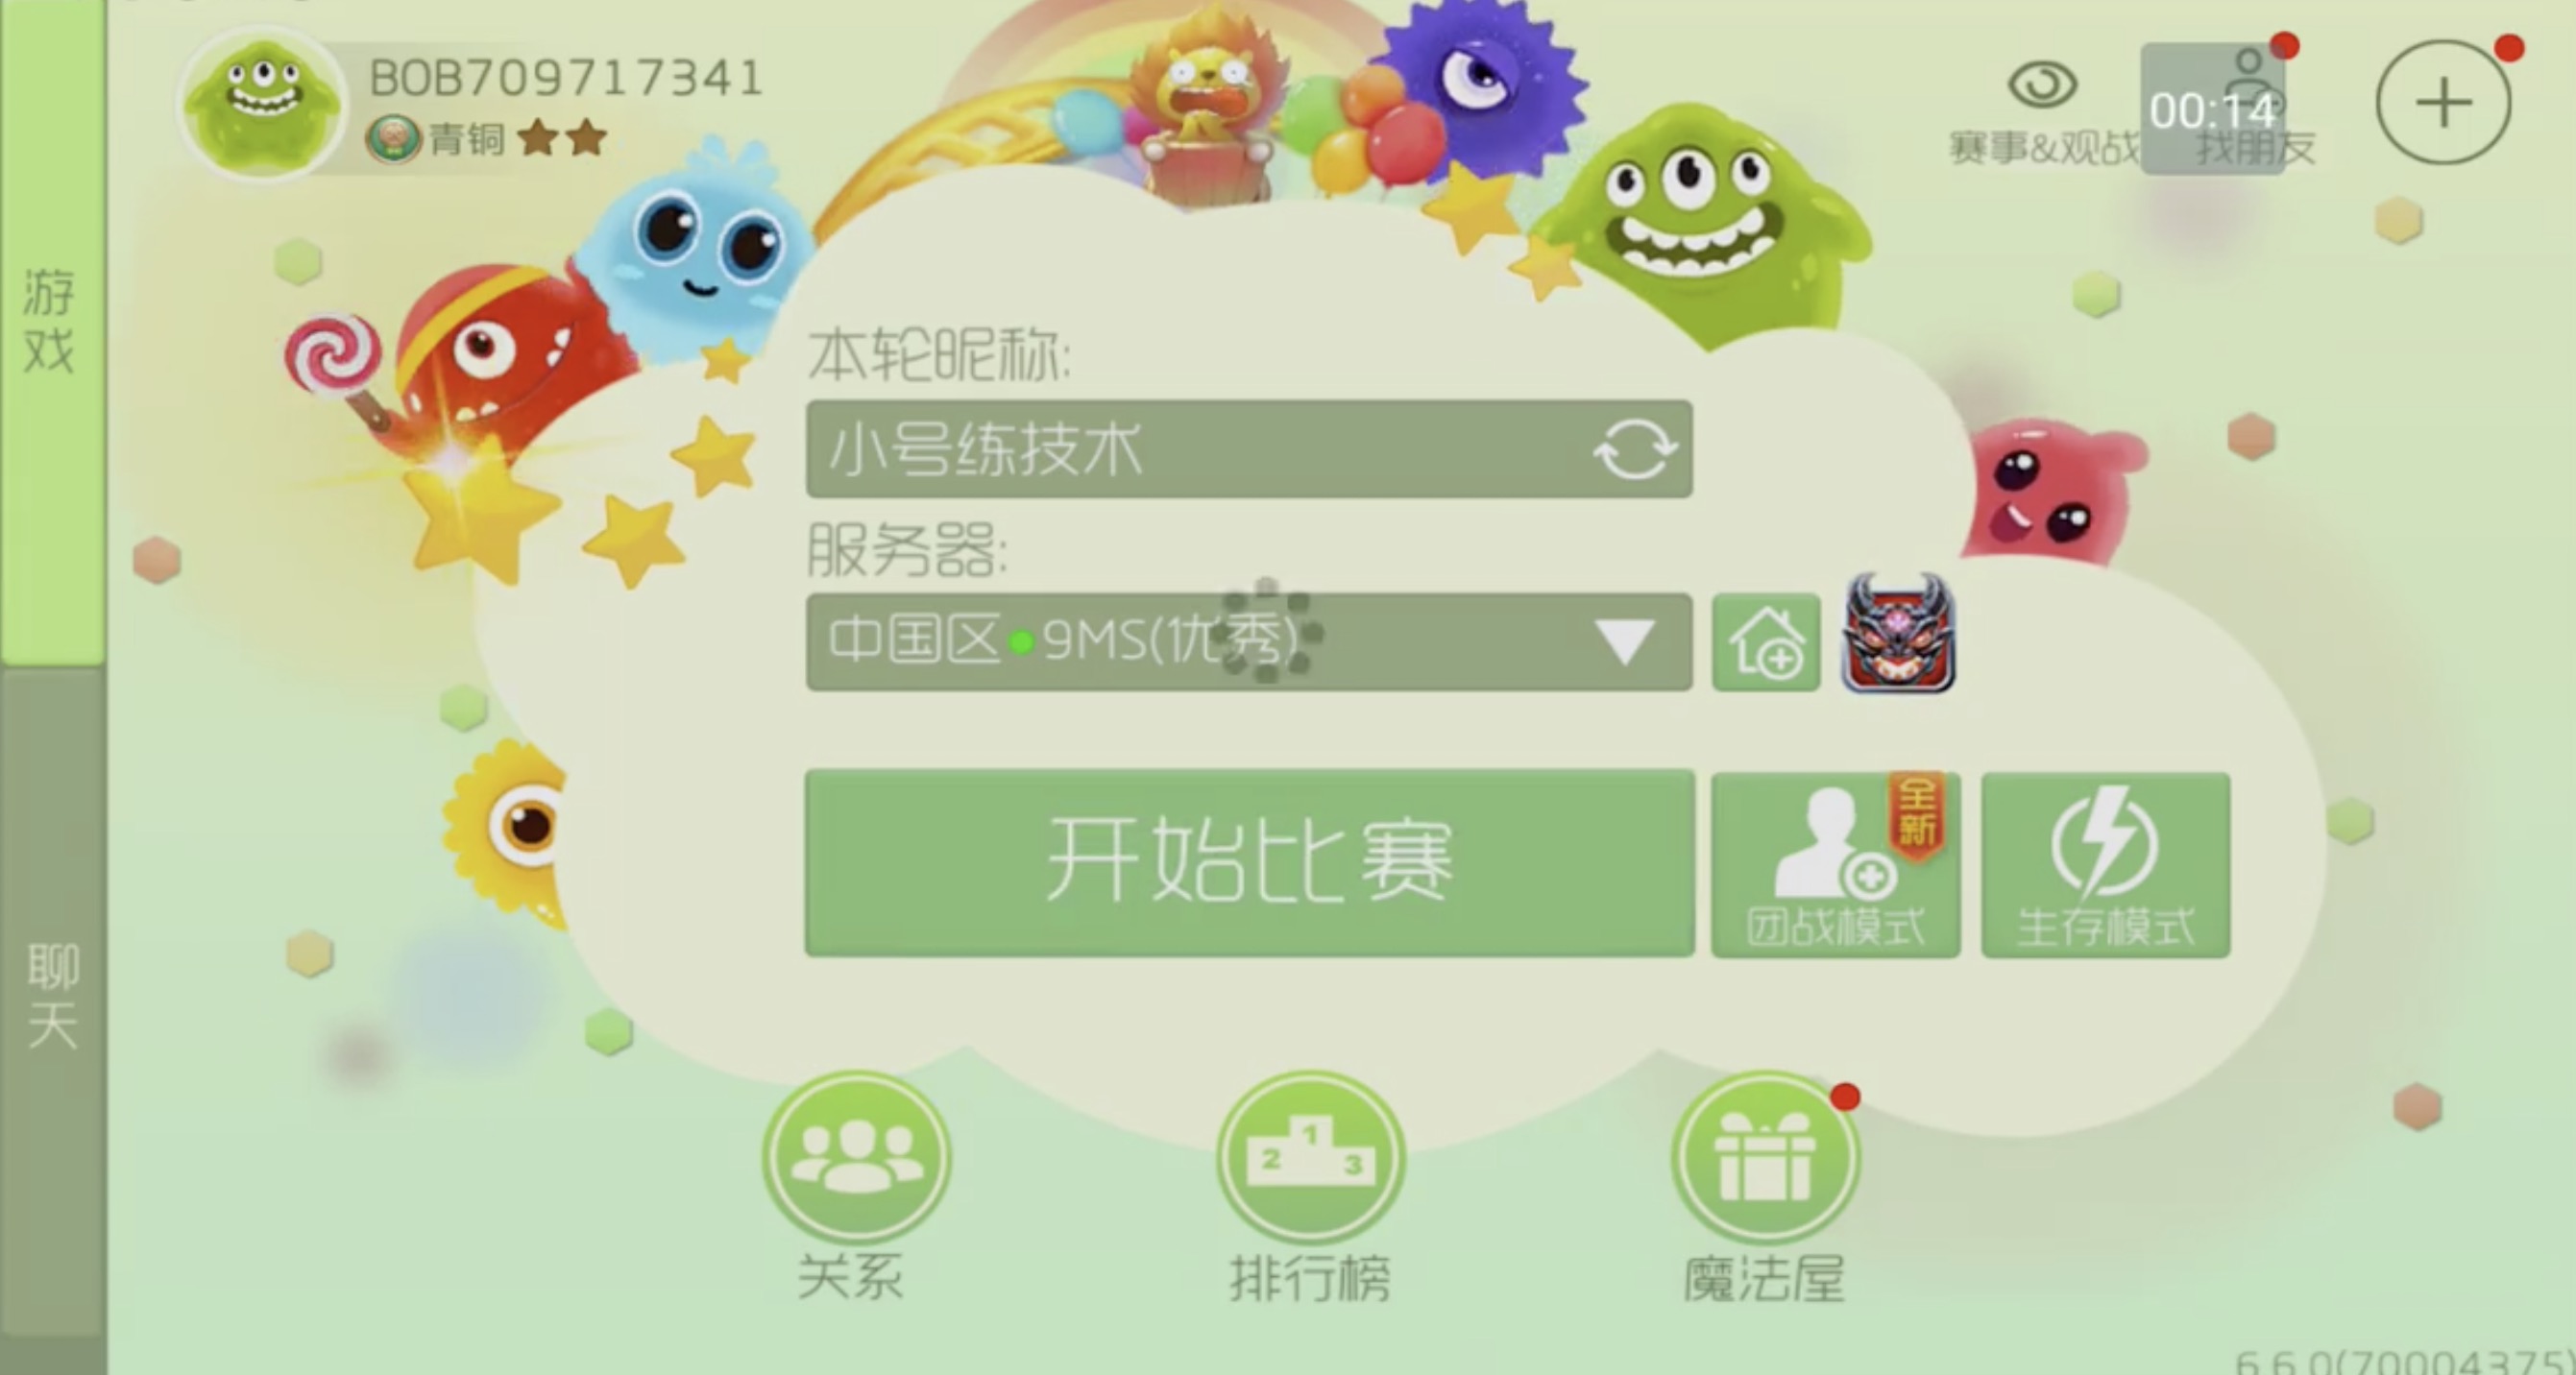 BOB709717341
青铜
赛事&观战
00:14
找朋友
游戏
本轮昵称:
小号练技术
服务器:
中国区 9MS(优秀)
开始比赛
全新
团战模式
生存模式
聊天
1
2
3
关系
排行榜
魔法屋
6.6.0(70004375)